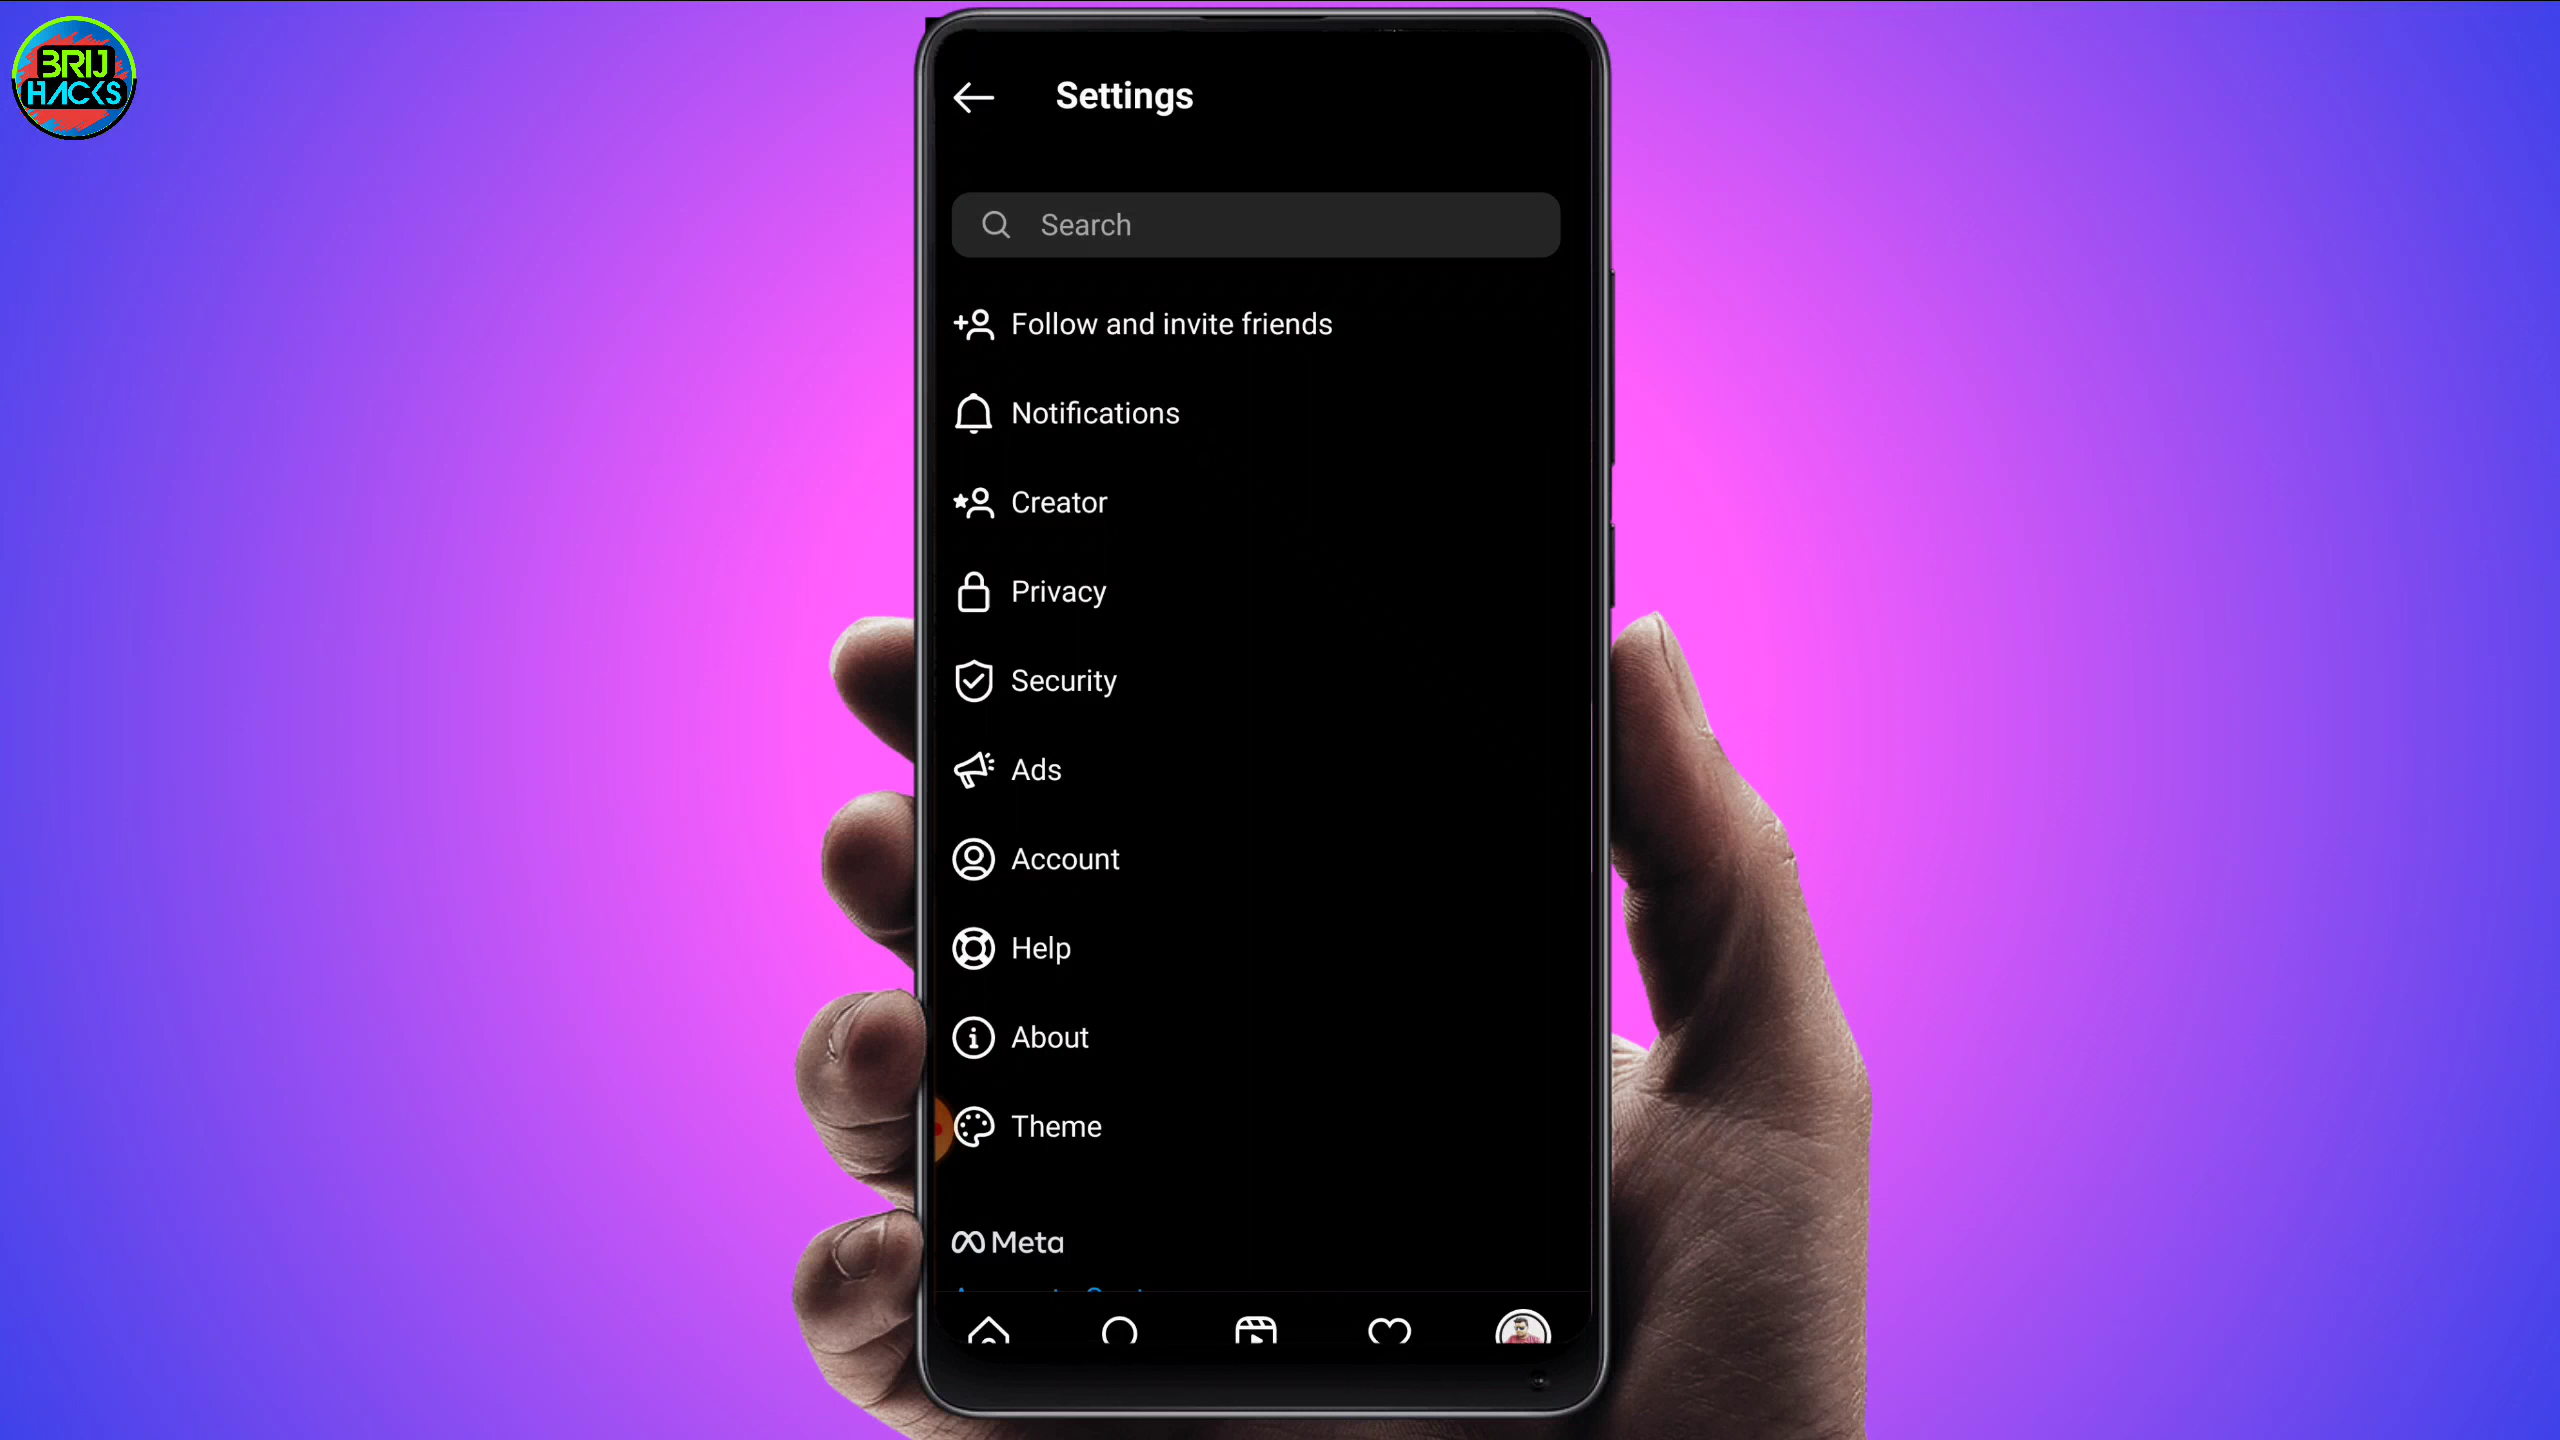 BRIJ
HACKS
Settings
Search
Follow and invite friends
Notifications
Creator
Privacy
Security
Ads
Account
Help
About
Theme
Meta